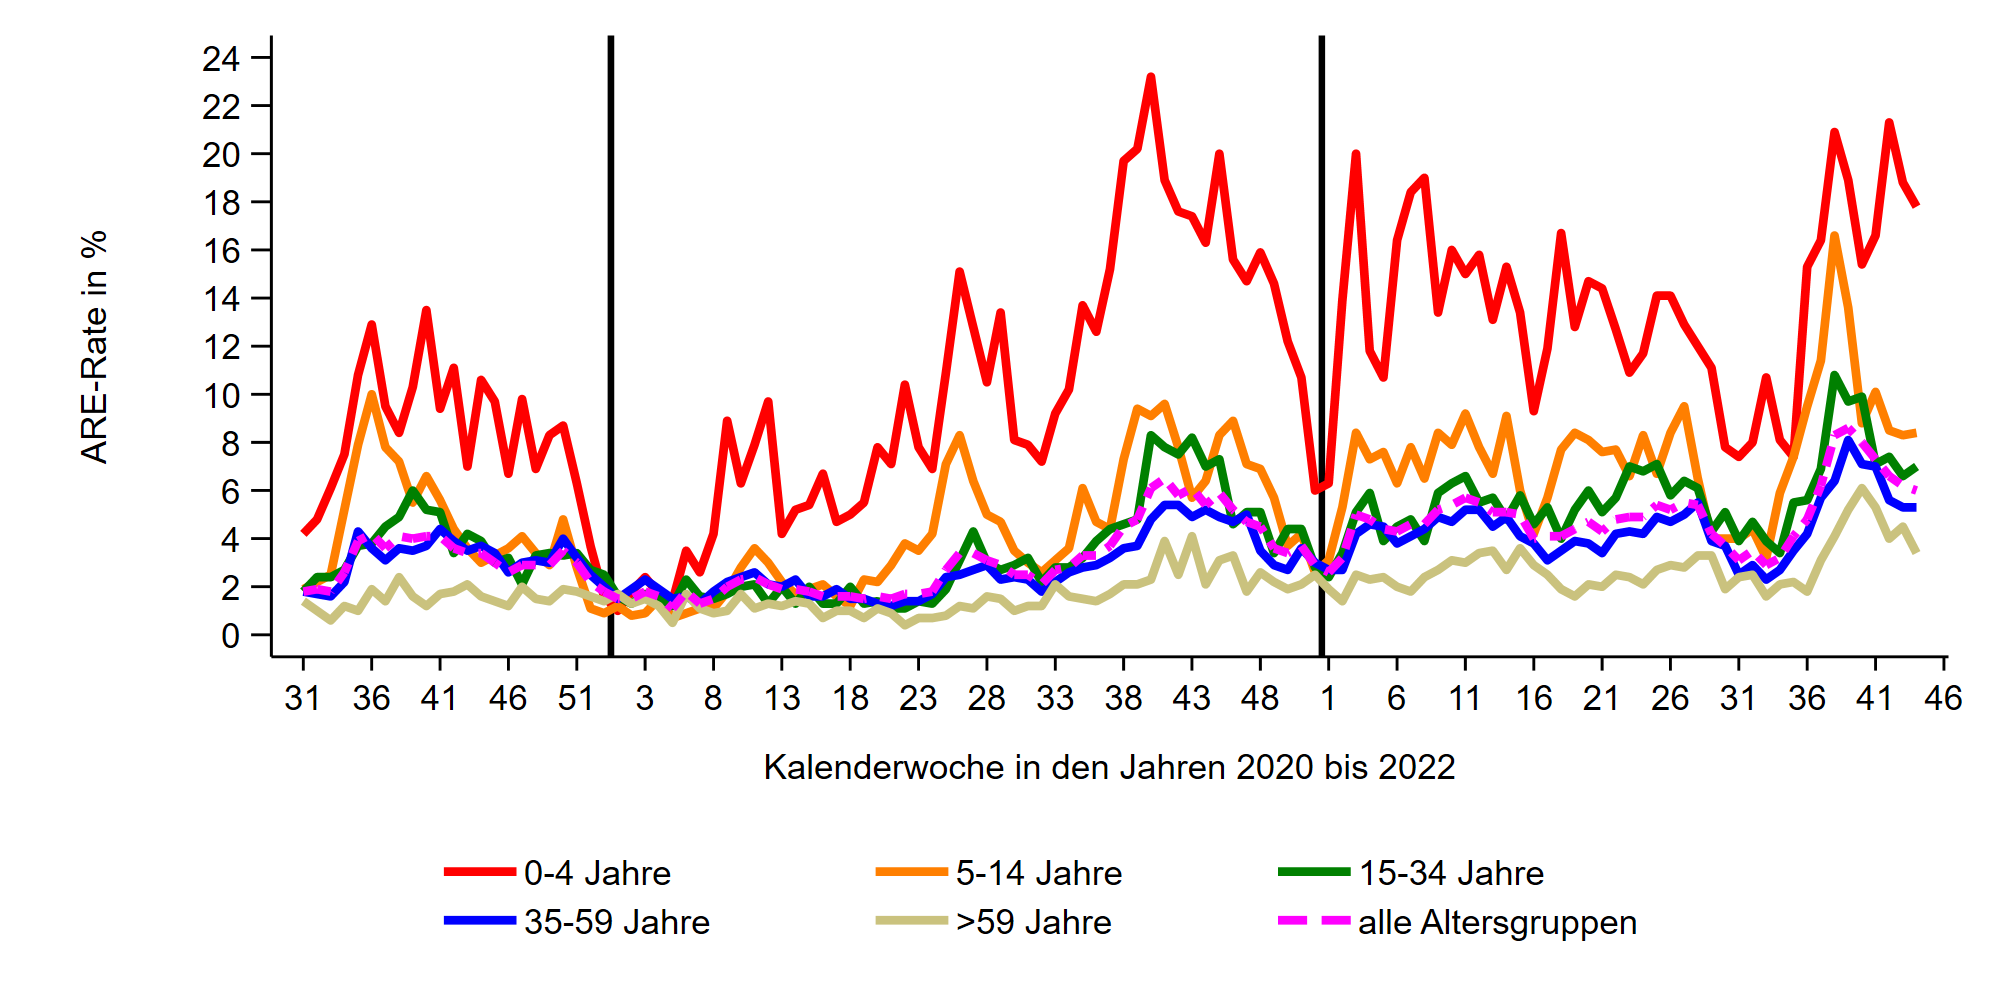 ARE-Rate in %
24
22
20
18
16
14
12
10
8
6
4
2
0
31 36 41 46 51 3 8 13 18 23 28 33 38 43 48 1 6 11 16 21 26 31 36 41 46
Kalenderwoche in den Jahren 2020 bis 2022
0-4 Jahre 5-14 Jahre 15-34 Jahre
35-59 Jahre >59 Jahre alle Altersgruppen